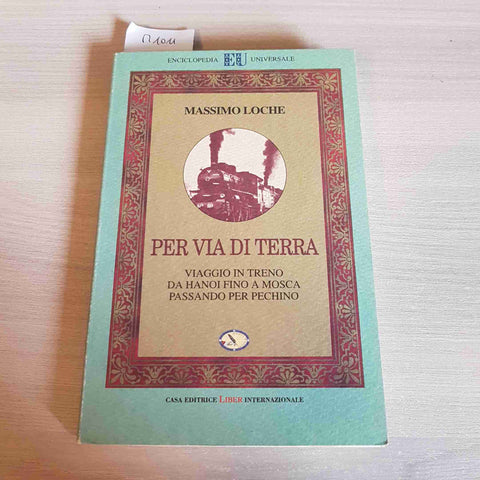 ENCICLOPEDIA EU UNIVERSALE
MASSIMO LOCHE
PER VIA DI TERRA
VIAGGIO IN TRENO
DA HANOI FINO A MOSCA
PASSANDO PER PECHINO
CASA EDITRICE LIBER INTERNAZIONALE